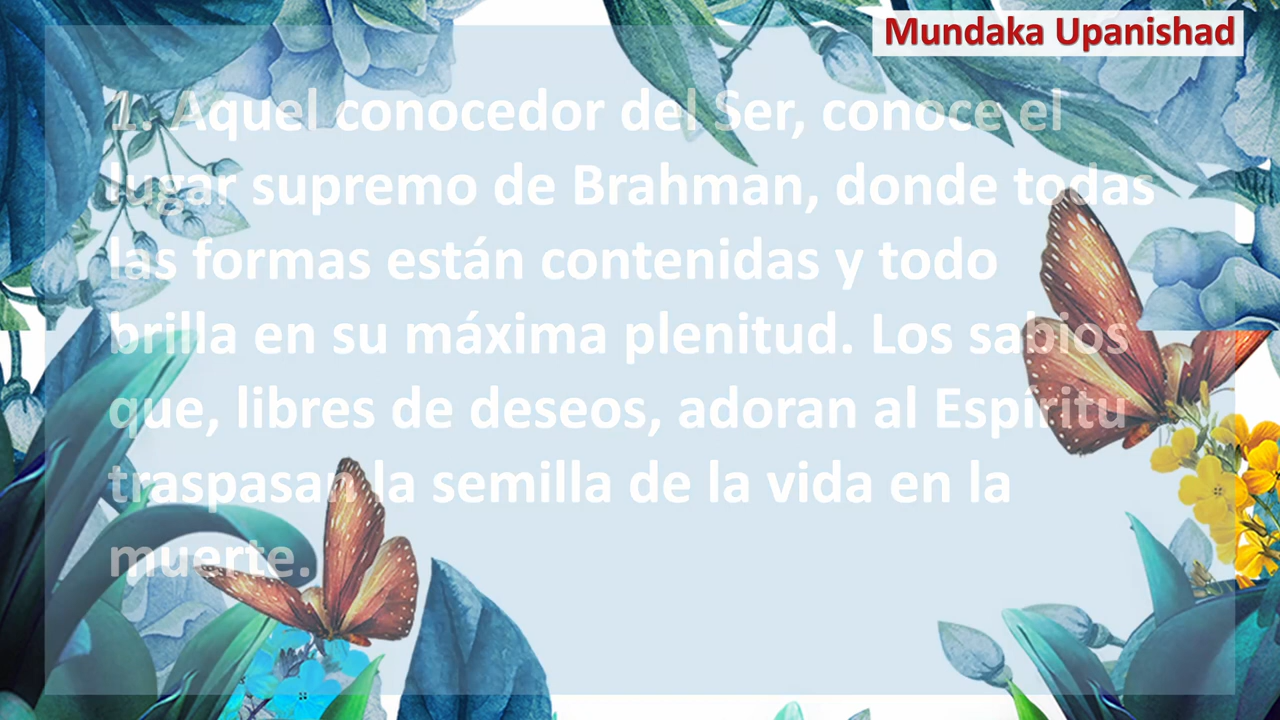 Mundaka Upanishad
1. Aquel conocedor del Ser, conoce el
lugar supremo de Brahman, donde todas
las formas están contenidas y todo
brilla en su máxima plenitud. Los sabios
que, libres de deseos, adoran al Espíritu
traspasan la semilla de la vida en la
muerte.